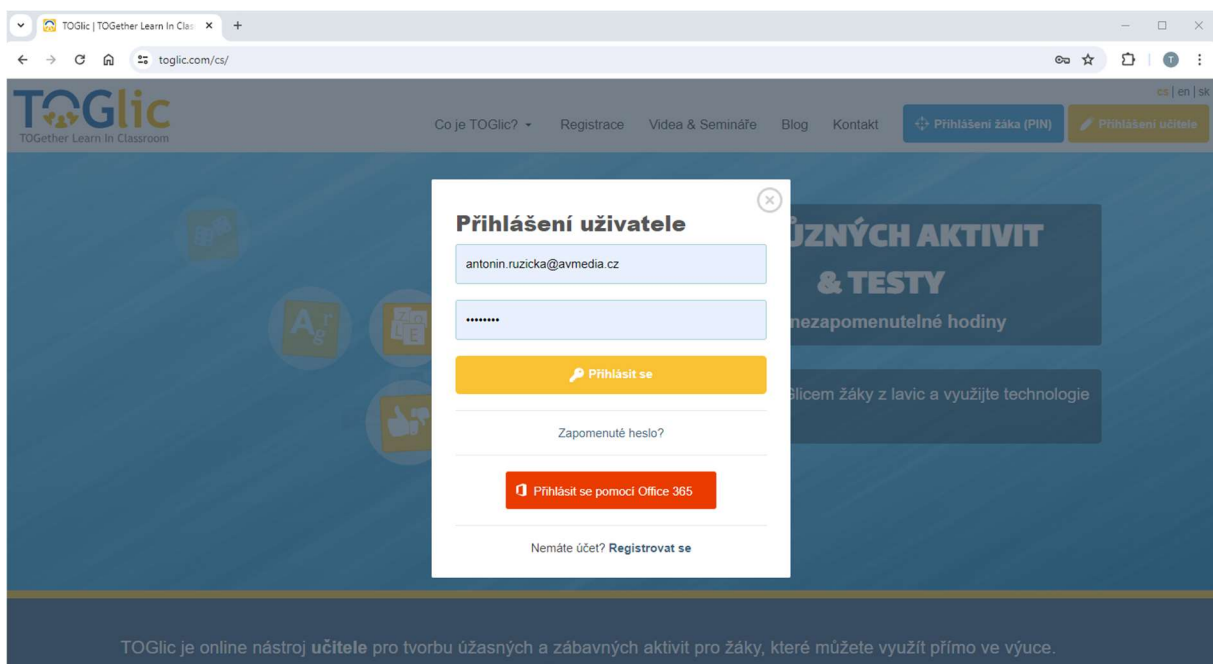 TOGlic | TOGether Learn In Clas
toglic.com/cs/
T
TOGlic
TOGether Learn In Classroom
Co je TOGlic?
Registrace
Videa & Semináře
Blog
Kontakt
cs | en | sk
Přihlášení žáka (PIN)
Přihlášení učitele
Přihlášení uživatele
antonin.ruzicka@avmedia.cz
••••••••
Přihlásit se
Zapomenuté heslo?
Přihlásit se pomocí Office 365
Nemáte účet? Registrovat se
ŮZNÝCH AKTIVIT
& TESTY
nezapomenutelné hodiny
licem žáky z lavic a využijte technologie
TOGlic je online nástroj učitele pro tvorbu úžasných a zábavných aktivit pro žáky, které můžete využít přímo ve výuce.